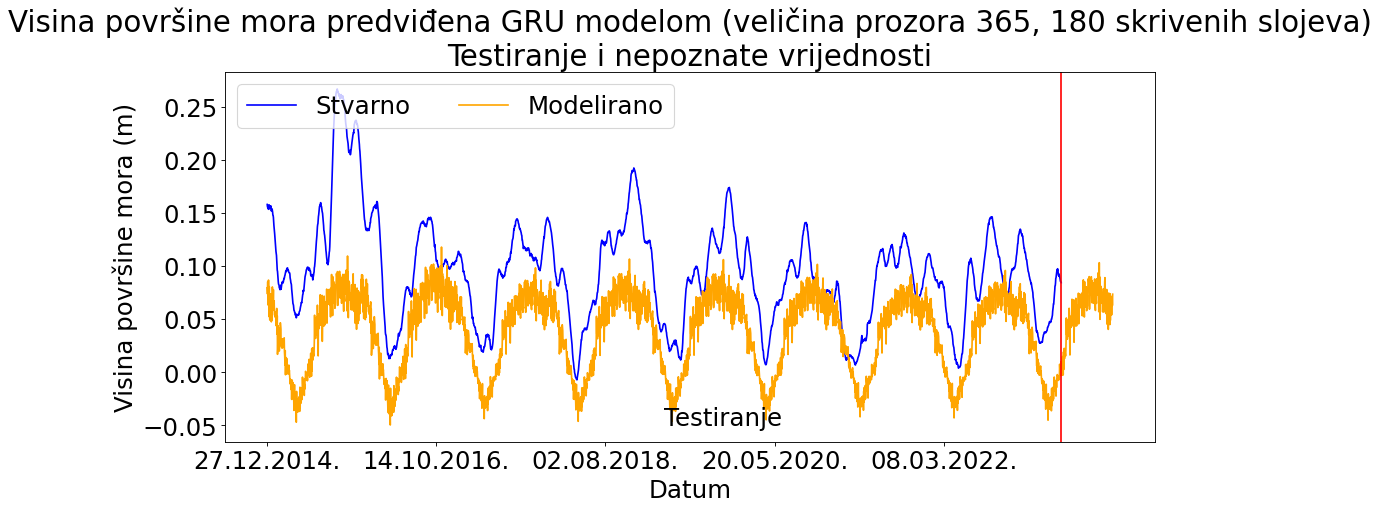 Visina površine mora predviđena GRU modelom (veličina prozora 365, 180 skrivenih slojeva)
Testiranje i nepoznate vrijednosti
Stvarno Modelirano
Visina površine mora (m)
0.25
0.20
0.15
0.10
0.05
0.00
−0.05
Testiranje
27.12.2014. 14.10.2016. 02.08.2018. 20.05.2020. 08.03.2022.
Datum